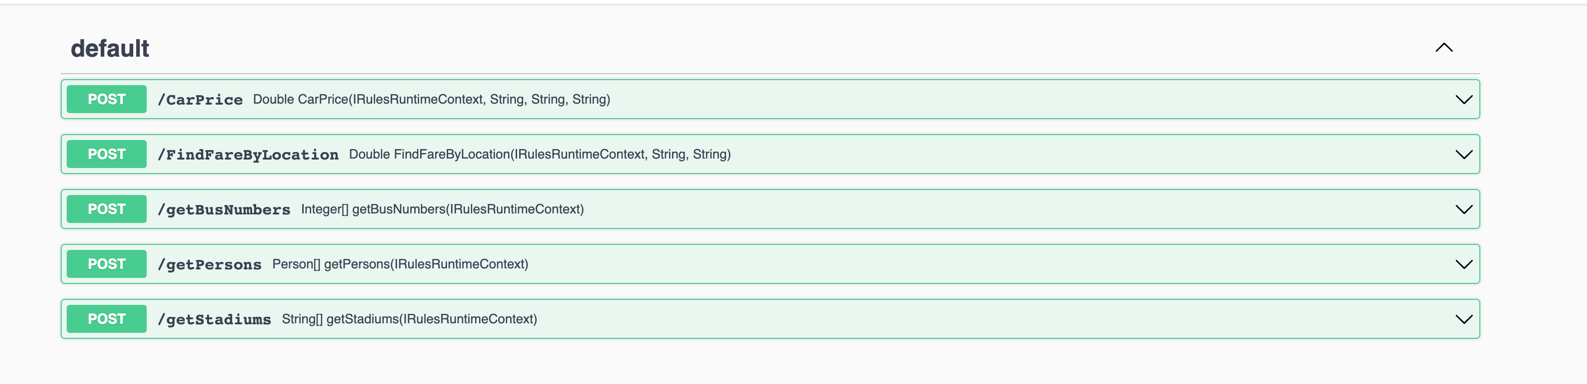 default
POST /CarPrice Double CarPrice(IRulesRuntimeContext, String, String, String)
POST /FindFareByLocation Double FindFareByLocation(IRulesRuntimeContext, String, String)
POST /getBusNumbers Integer[] getBusNumbers(IRulesRuntimeContext)
POST /getPersons Person[] getPersons(IRulesRuntimeContext)
POST /getStadiums String[] getStadiums(IRulesRuntimeContext)